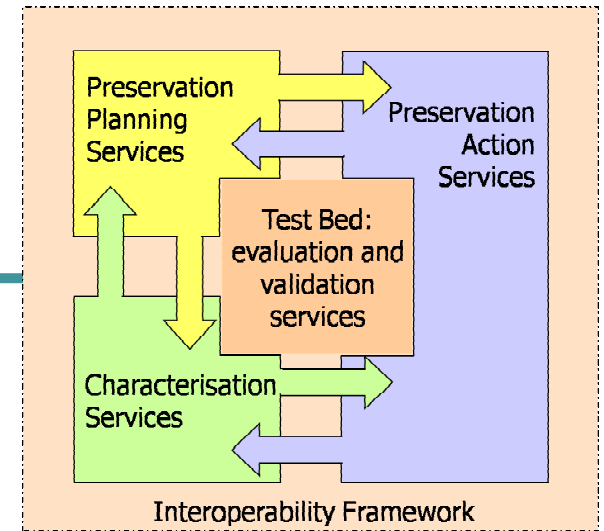 Preservation
Planning
Services
Preservation
Action
Services
Test Bed:
evaluation and
validation
services
Characterisation
Services
Interoperability Framework